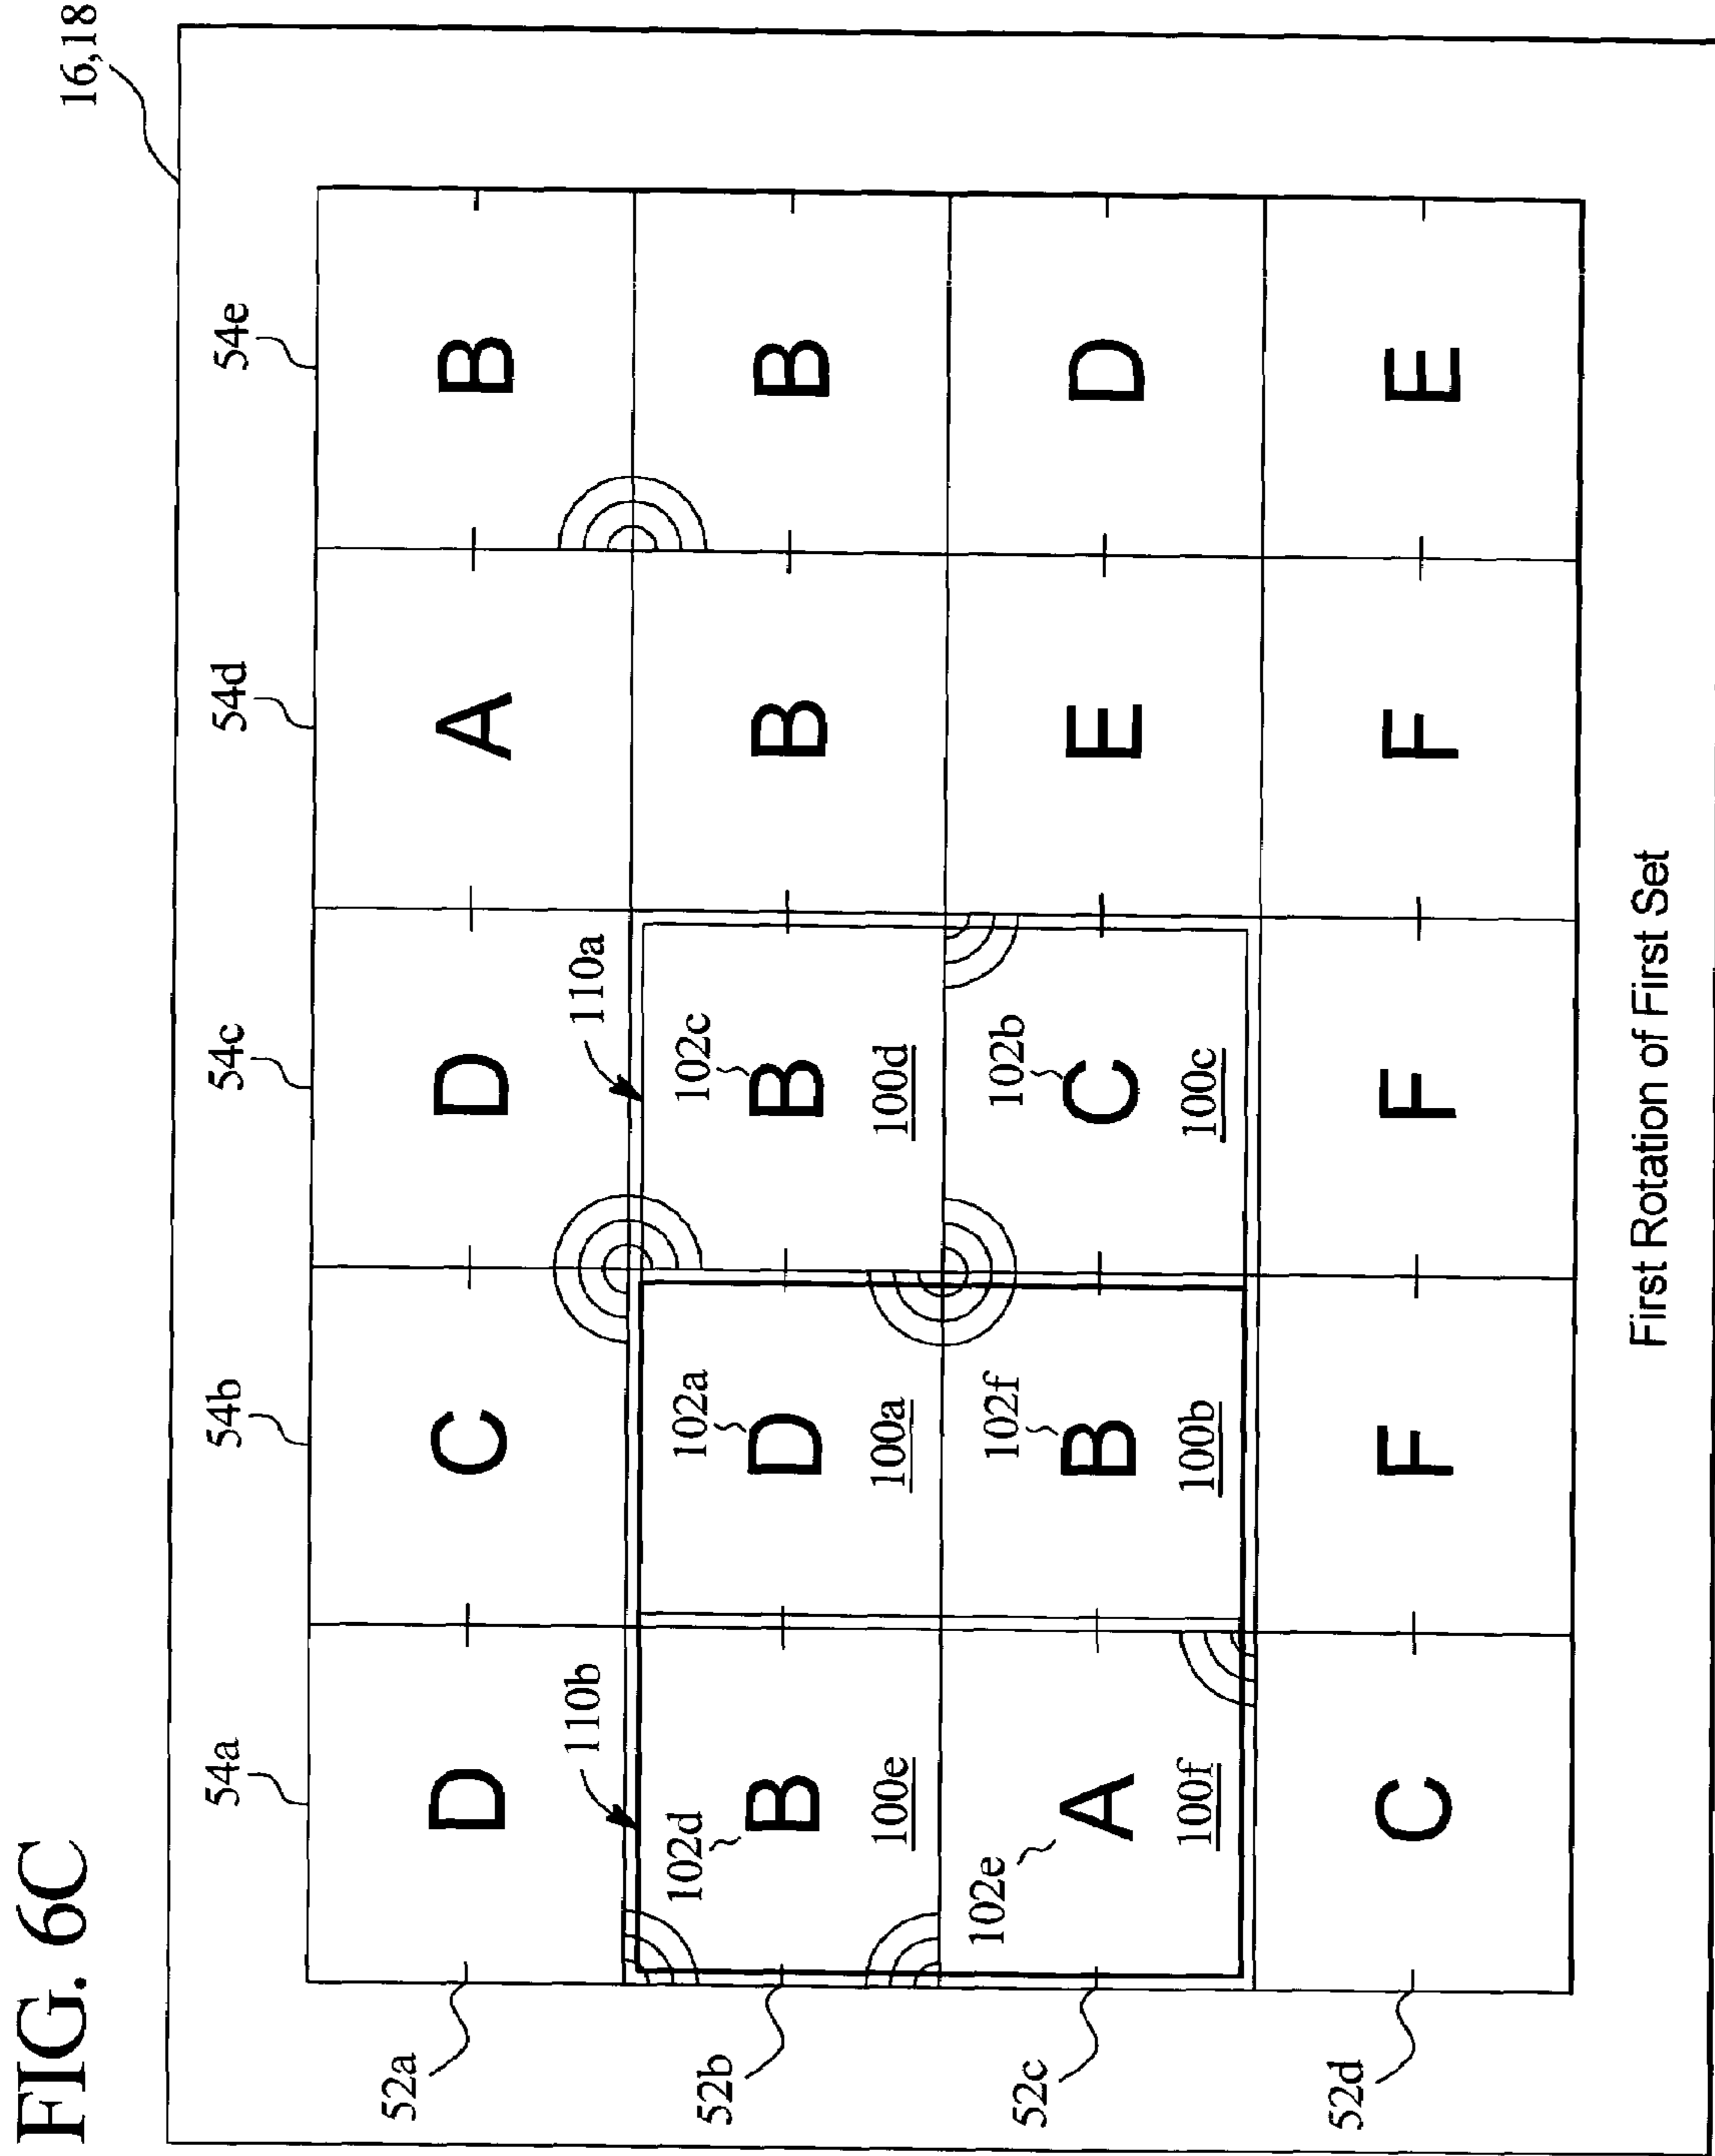 FIG. 6C
16,18
54a 54b 54c 54d 54e
52a D C D A B
110b 110a
102d 102a 102c
52b B D B B B
100e 100a 100d
102e 102f 102b
52c A B C E D
100f 100b 100c
52d C F F F E
First Rotation of First Set